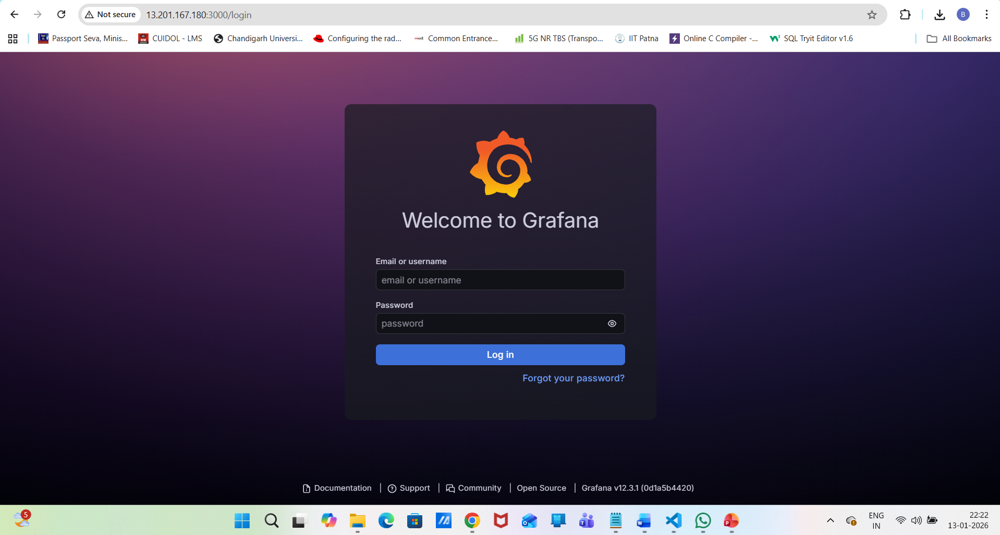 Not secure 13.201.167.180:3000/login B
Passport Seva, Minis... CUIDOL - LMS Chandigarh Universi... Configuring the rad... Common Entrance... 5G NR TBS (Transpo... IIT Patna Online C Compiler -... SQL Tryit Editor v1.6 All Bookmarks
Welcome to Grafana
Email or username
email or username
Password
password
Log in
Forgot your password?
Documentation | Support | Community | Open Source | Grafana v12.3.1 (0d1a5b4420)
5
ENG 22:22
IN 13-01-2026